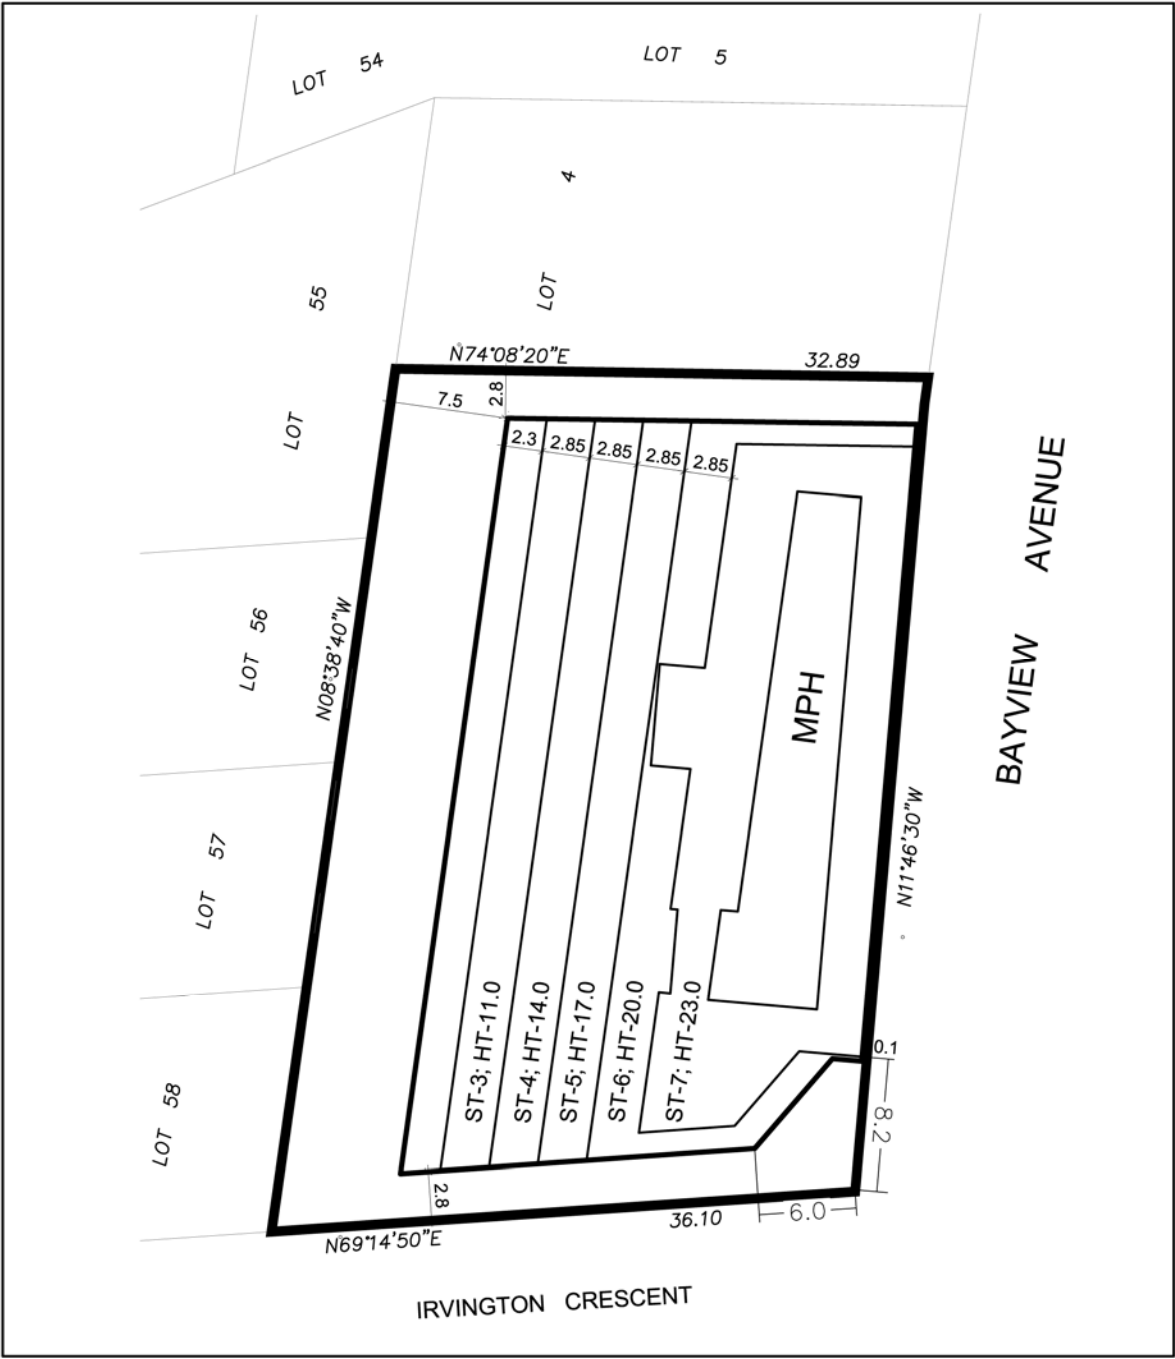 LOT 54
LOT 5
4
LOT
55
LOT
N74°08'20"E
32.89
7.5
2.8
2.3
2.85
2.85
2.85
2.85
BAYVIEW AVENUE
LOT 56
N08°38'40"W
MPH
LOT 57
N11°46'30"W
ST-3; HT-11.0
ST-4; HT-14.0
ST-5; HT-17.0
ST-6; HT-20.0
ST-7; HT-23.0
0.1
8.2
LOT 58
2.8
6.0
36.10
N69°14'50"E
IRVINGTON CRESCENT